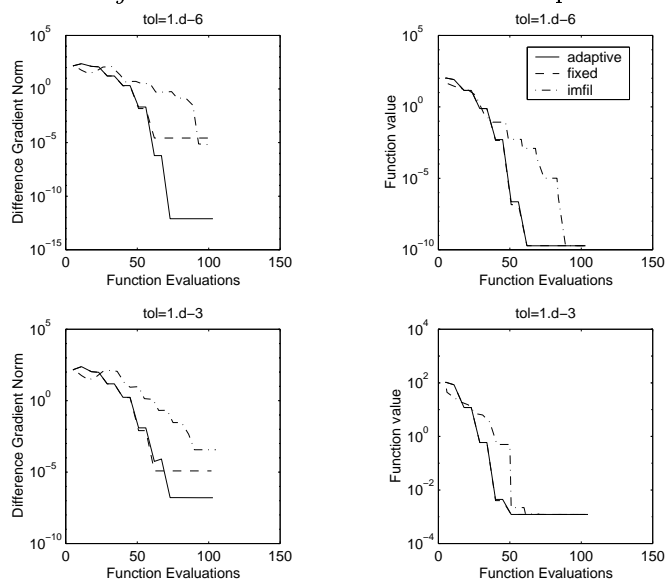 tol=1.d−6
10^5
10^0
10^−5
10^−10
10^−15
Difference Gradient Norm
0 50 100 150
Function Evaluations
tol=1.d−6
adaptive
fixed
imfil
10^5
10^0
10^−5
10^−10
Function value
0 50 100 150
Function Evaluations
tol=1.d−3
10^5
10^0
10^−5
10^−10
Difference Gradient Norm
0 50 100 150
Function Evaluations
tol=1.d−3
10^4
10^2
10^0
10^−2
10^−4
Function value
0 50 100 150
Function Evaluations